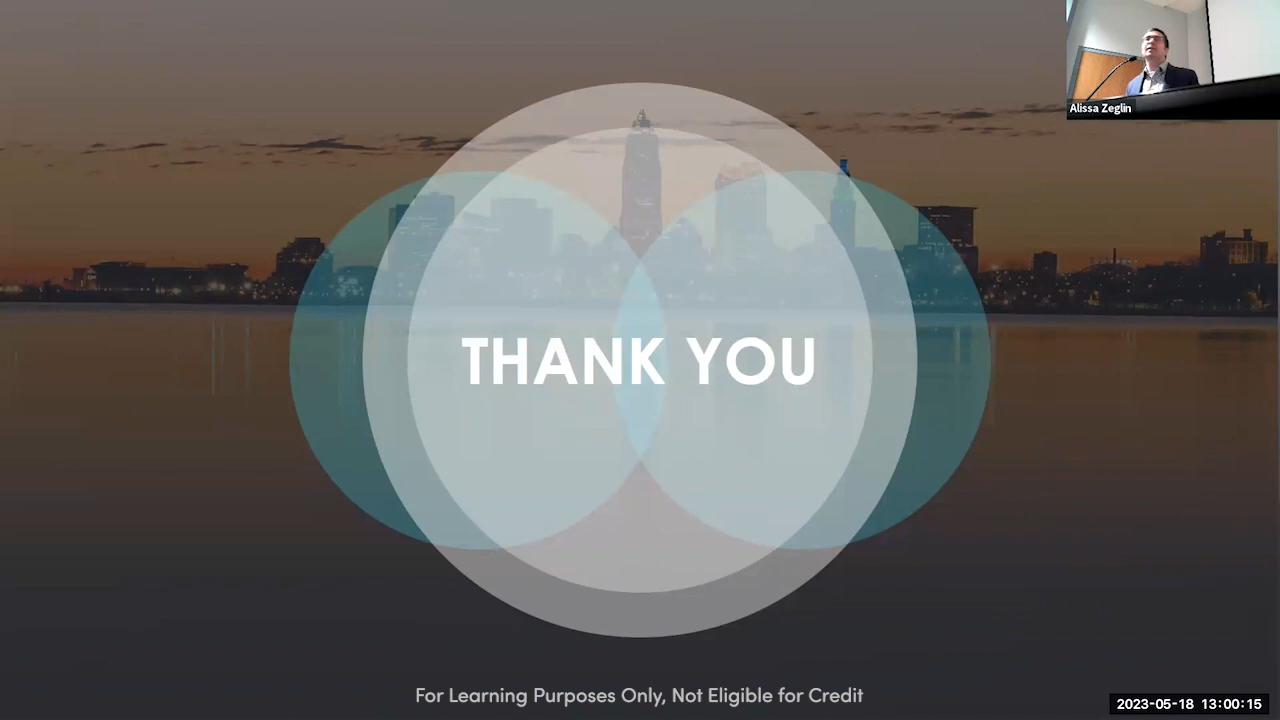 Alissa Zeglin
THANK YOU
For Learning Purposes Only, Not Eligible for Credit
2023-05-18 13:00:15